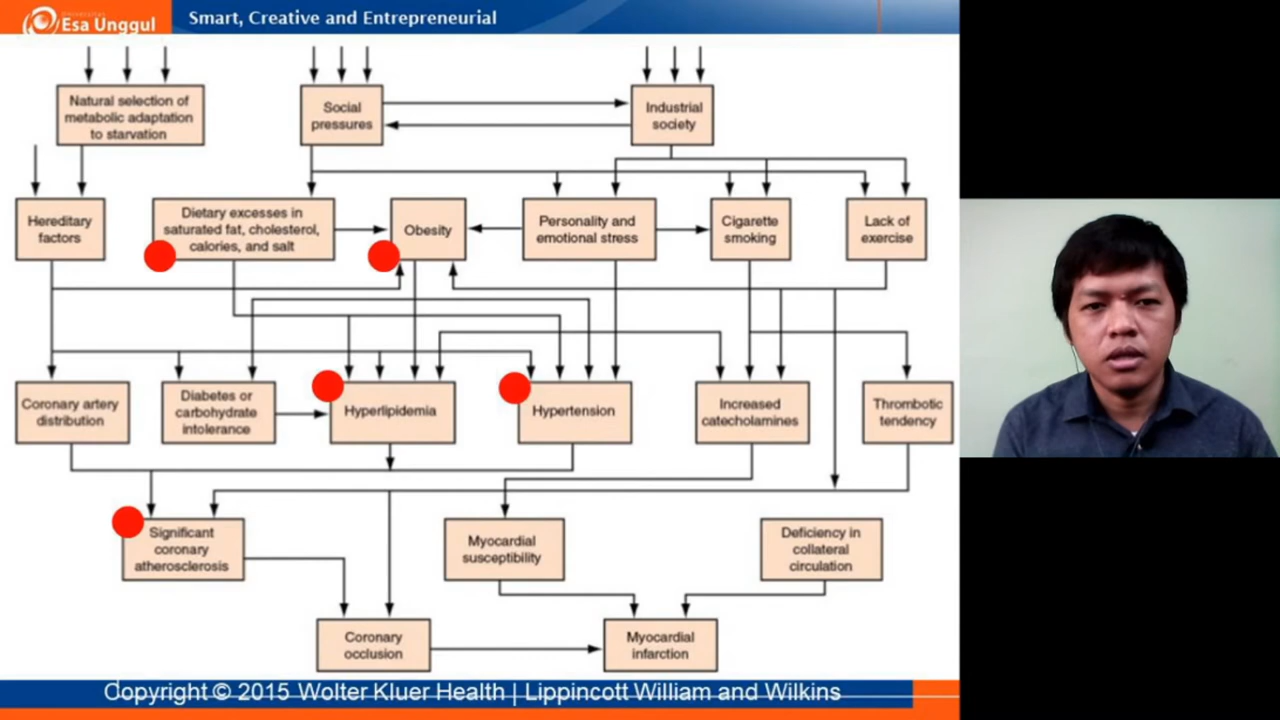 Universitas
Esa Unggul
Smart, Creative and Entrepreneurial
Natural selection of
metabolic adaptation
to starvation
Social
pressures
Industrial
society
Hereditary
factors
Dietary excesses in
saturated fat, cholesterol,
calories, and salt
Obesity
Personality and
emotional stress
Cigarette
smoking
Lack of
exercise
Coronary artery
distribution
Diabetes or
carbohydrate
intolerance
Hyperlipidemia
Hypertension
Increased
catecholamines
Thrombotic
tendency
Significant
coronary
atherosclerosis
Myocardial
susceptibility
Deficiency in
collateral
circulation
Coronary
occlusion
Myocardial
infarction
Copyright © 2015 Wolter Kluer Health | Lippincott William and Wilkins